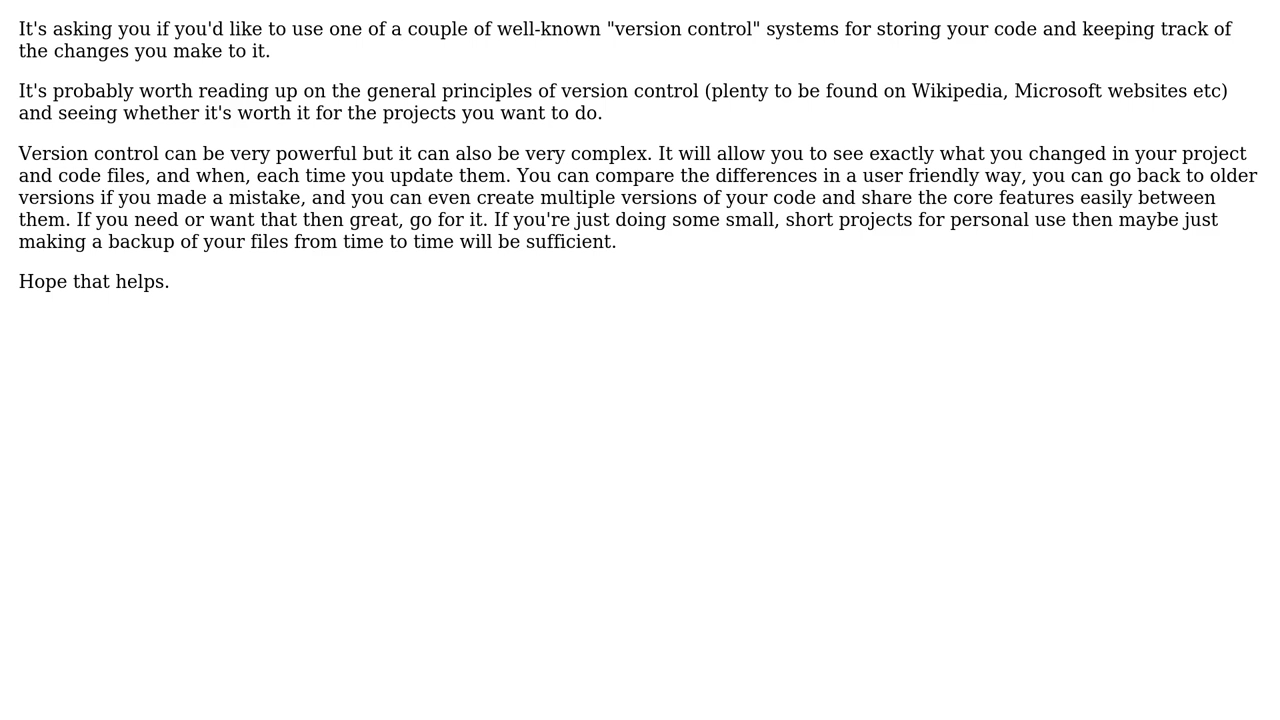 It's asking you if you'd like to use one of a couple of well-known "version control" systems for storing your code and keeping track of
the changes you make to it.
It's probably worth reading up on the general principles of version control (plenty to be found on Wikipedia, Microsoft websites etc)
and seeing whether it's worth it for the projects you want to do.
Version control can be very powerful but it can also be very complex. It will allow you to see exactly what you changed in your project
and code files, and when, each time you update them. You can compare the differences in a user friendly way, you can go back to older
versions if you made a mistake, and you can even create multiple versions of your code and share the core features easily between
them. If you need or want that then great, go for it. If you're just doing some small, short projects for personal use then maybe just
making a backup of your files from time to time will be sufficient.
Hope that helps.